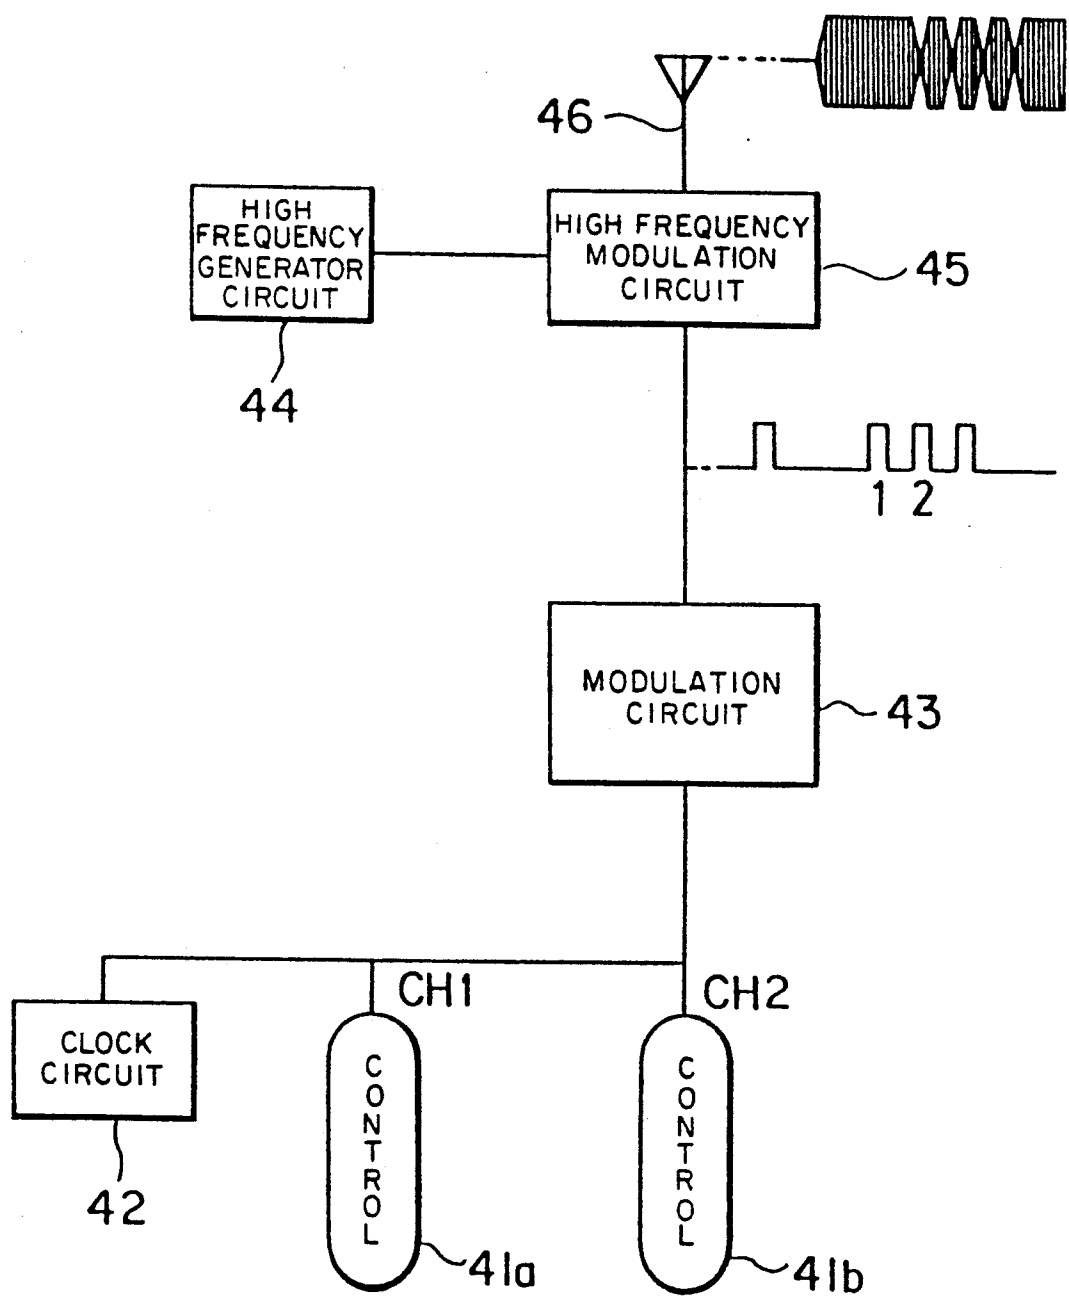 46
HIGH
FREQUENCY
GENERATOR
CIRCUIT
HIGH FREQUENCY
MODULATION
CIRCUIT
45
44
1 2
MODULATION
CIRCUIT
43
CH1
CH2
CLOCK
CIRCUIT
CONTROL
CONTROL
42
41a
41b